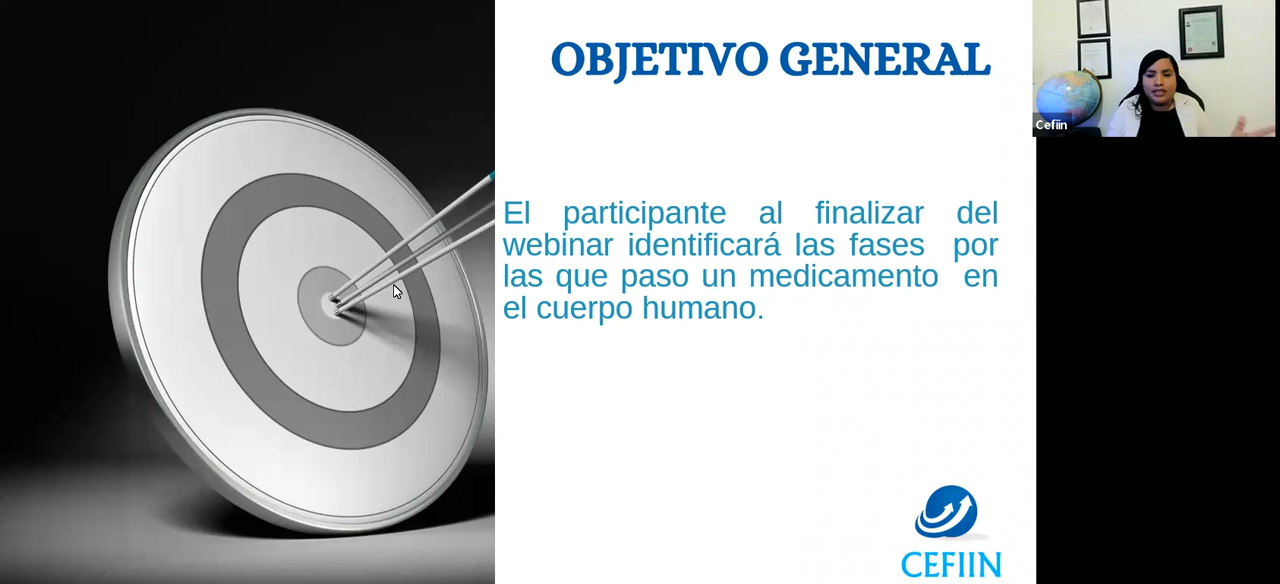 OBJETIVO GENERAL
Cefiin
El participante al finalizar del
webinar identificará las fases por
las que paso un medicamento en
el cuerpo humano.
CEFIIN